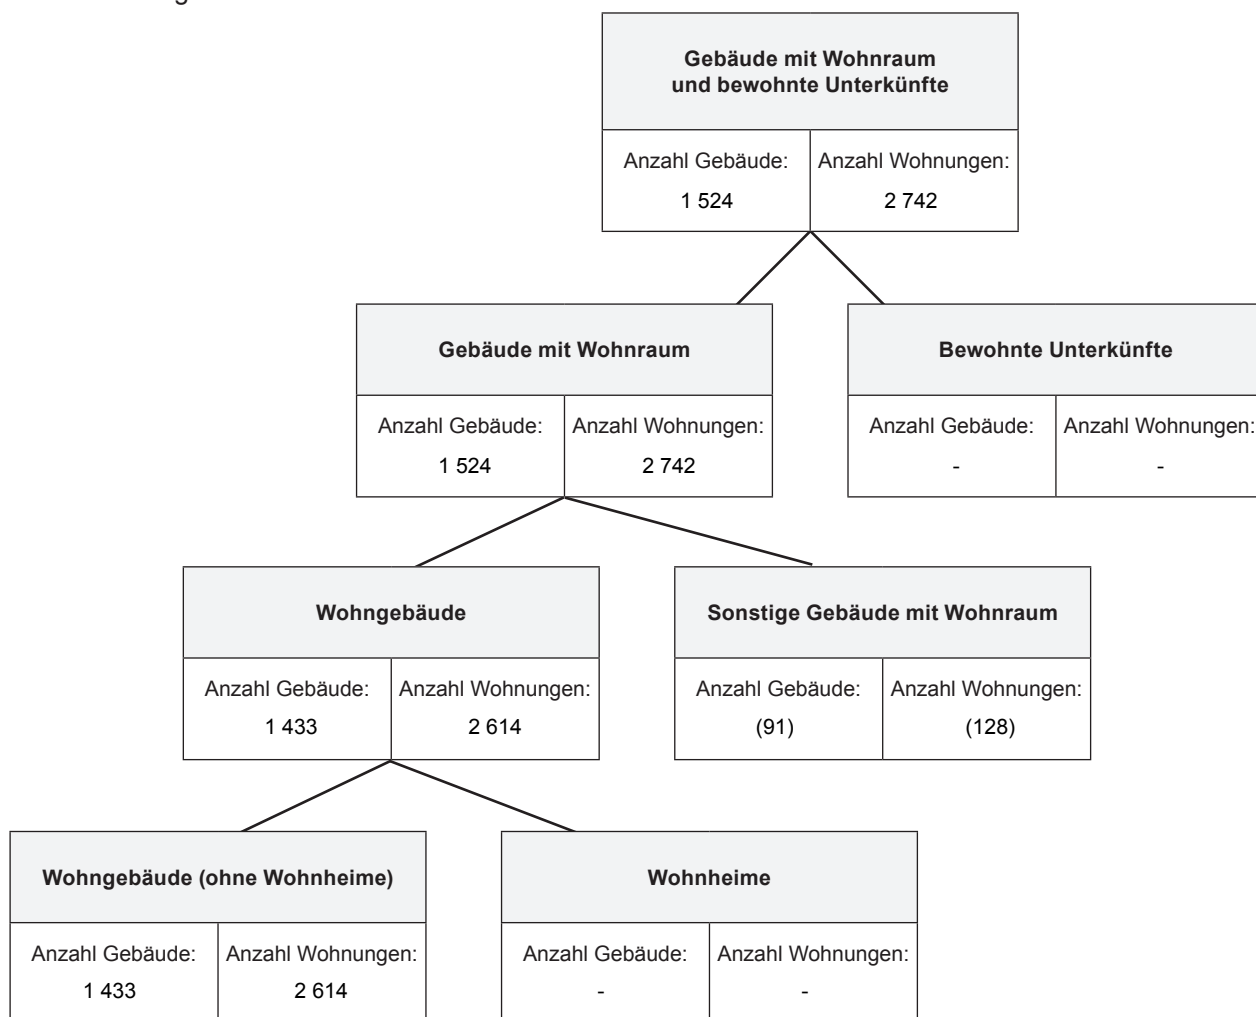 Gebäude mit Wohnraum
und bewohnte Unterkünfte
Anzahl Gebäude: Anzahl Wohnungen:
1 524 2 742
Gebäude mit Wohnraum Bewohnte Unterkünfte
Anzahl Gebäude: Anzahl Wohnungen: Anzahl Gebäude: Anzahl Wohnungen:
1 524 2 742 - -
Wohngebäude Sonstige Gebäude mit Wohnraum
Anzahl Gebäude: Anzahl Wohnungen: Anzahl Gebäude: Anzahl Wohnungen:
1 433 2 614 (91) (128)
Wohngebäude (ohne Wohnheime) Wohnheime
Anzahl Gebäude: Anzahl Wohnungen: Anzahl Gebäude: Anzahl Wohnungen:
1 433 2 614 - -